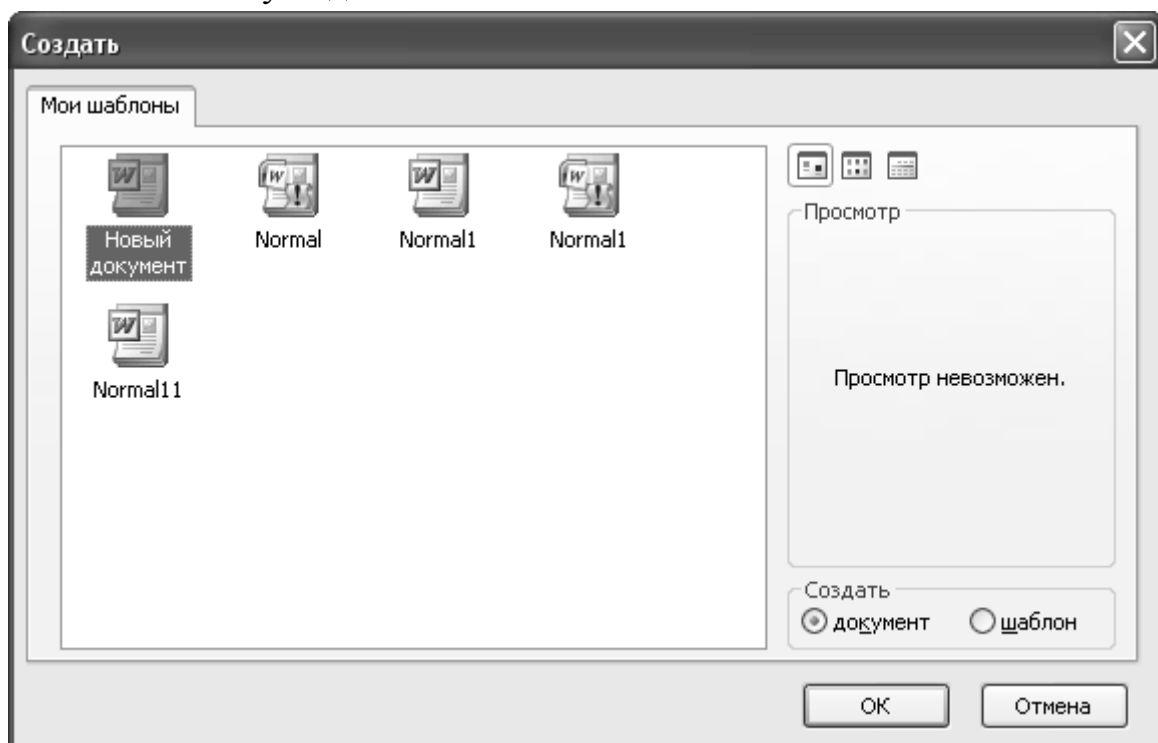 Создать
Мои шаблоны
Новый
документ
Normal
Normal1
Normal1
Normal11
Просмотр
Просмотр невозможен.
Создать
документ
шаблон
ОК
Отмена